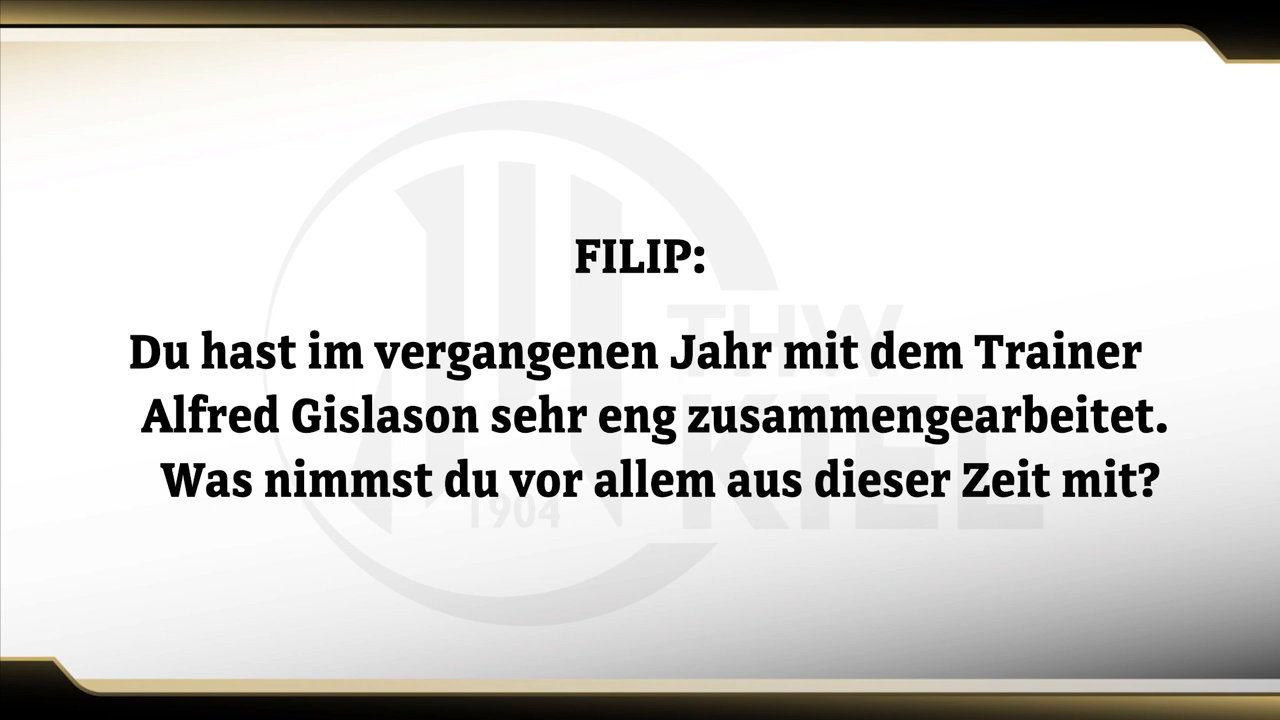 FILIP:
Du hast im vergangenen Jahr mit dem Trainer
Alfred Gislason sehr eng zusammengearbeitet.
Was nimmst du vor allem aus dieser Zeit mit?
THW
KIEL
1904